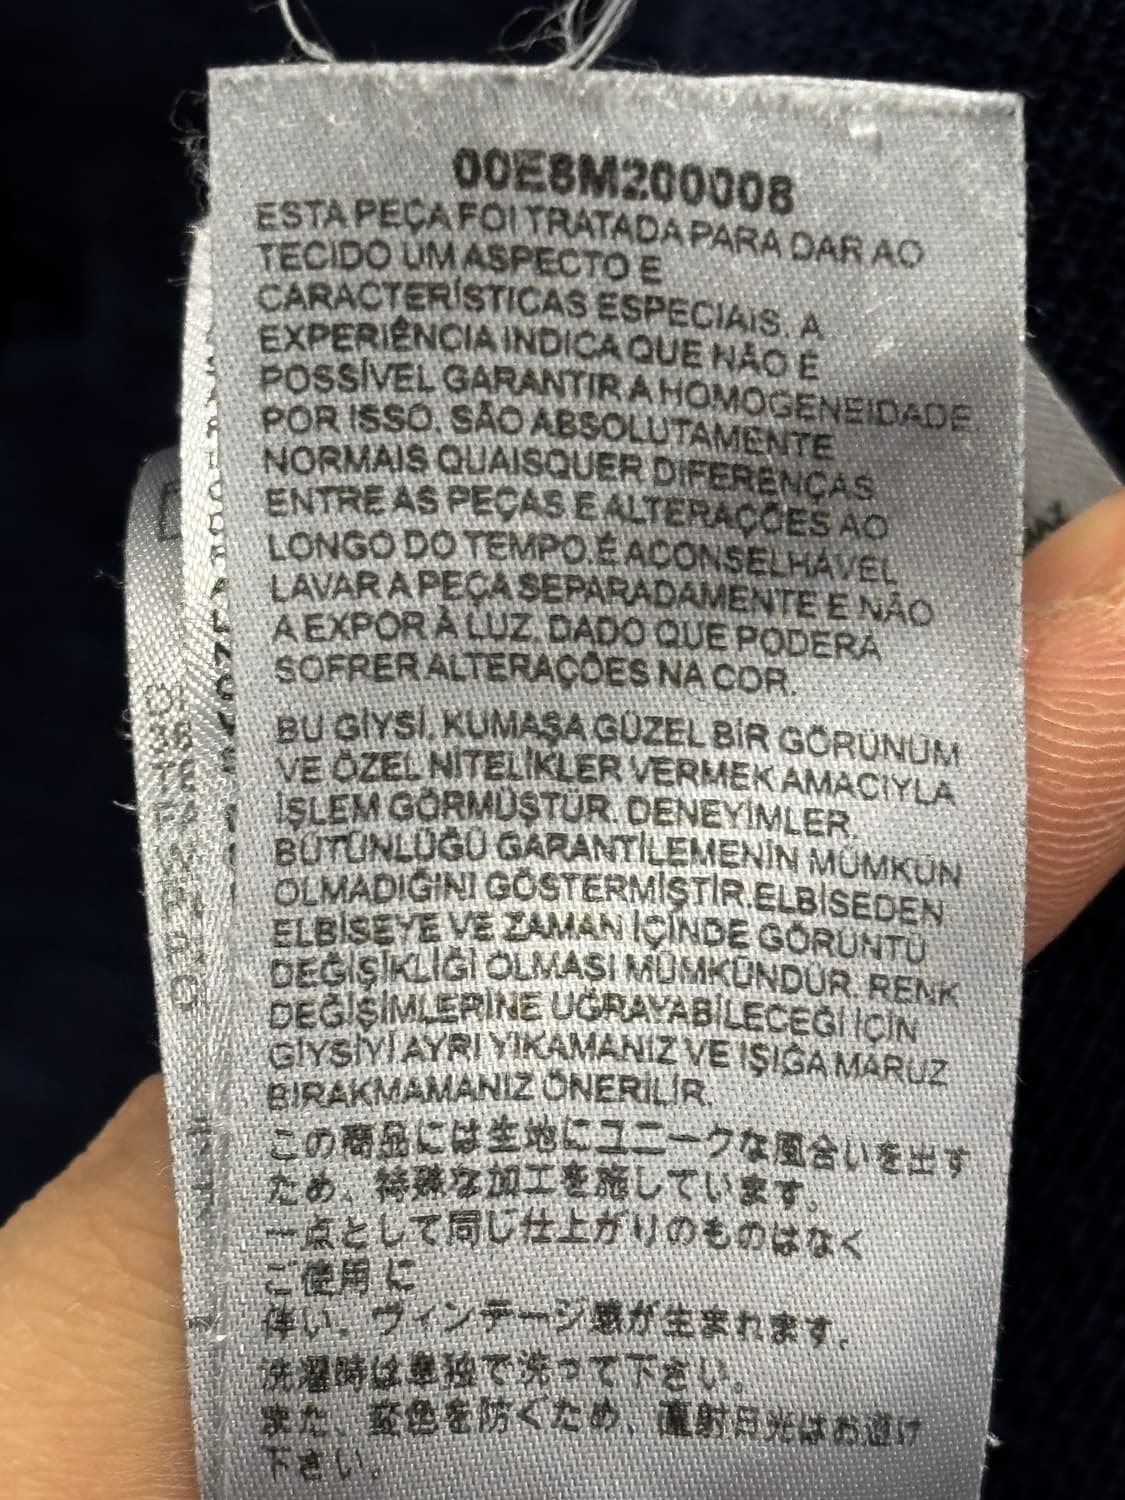 00E8M200008
ESTA PEÇA FOI TRATADA PARA DAR AO
TECIDO UM ASPECTO E
CARACTERÍSTICAS ESPECIAIS. A
EXPERIÊNCIA INDICA QUE NÃO É
POSSÍVEL GARANTIR A HOMOGENEIDADE.
POR ISSO, SÃO ABSOLUTAMENTE
NORMAIS QUAISQUER DIFERENÇAS
ENTRE AS PEÇAS E ALTERAÇÕES AO
LONGO DO TEMPO.É ACONSELHÁVEL
LAVAR A PEÇA SEPARADAMENTE E NÃO
A EXPOR À LUZ, DADO QUE PODERÁ
SOFRER ALTERAÇÕES NA COR.
BU GİYSİ, KUMAŞA GÜZEL BİR GÖRÜNÜM
VE ÖZEL NİTELİKLER VERMEK AMACIYLA
İŞLEM GÖRMÜŞTÜR. DENEYİMLER,
BÜTÜNLÜĞÜ GARANTİLEMENİN MÜMKÜN
OLMADIĞINI GÖSTERMİŞTİR.ELBİSEDEN
ELBİSEYE VE ZAMAN İÇİNDE GÖRÜNTÜ
DEĞİŞİKLİĞİ OLMASI MÜMKÜNDÜR. RENK
DEĞİŞİMLERİNE UĞRAYABİLECEĞİ İÇİN
GİYSİYİ AYRI YIKAMANIZ VE IŞIĞA MARUZ
BIRAKMAMANIZ ÖNERİLİR.
この商品には生地にユニークな風合いを出す
ため、特殊な加工を施しています。
一点として同じ仕上がりのものはなく
ご使用に
伴い、ヴィンテージ感が生まれます。
洗濯時は単独で洗って下さい。
また、変色を防ぐため、直射日光はお避け
下さい。